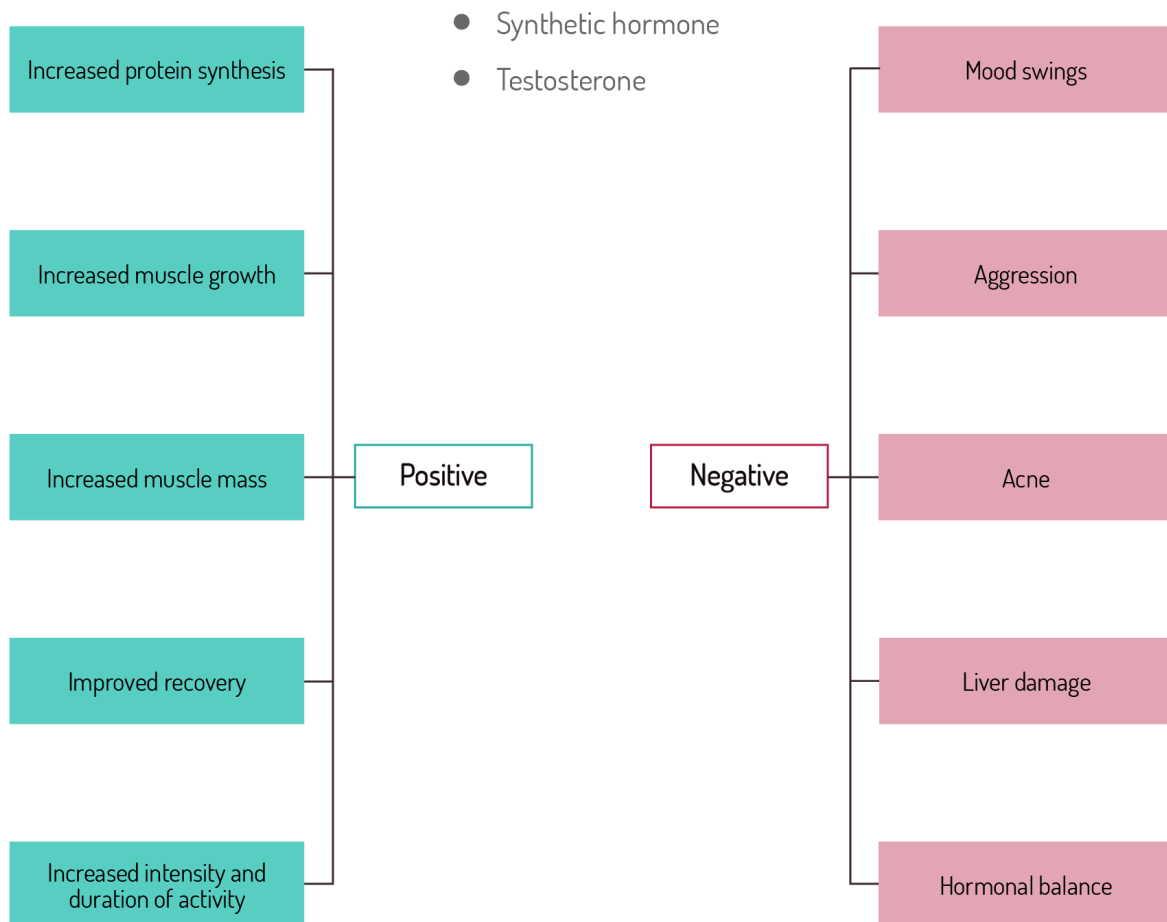 Synthetic hormone
Testosterone
Increased protein synthesis
Increased muscle growth
Increased muscle mass
Improved recovery
Increased intensity and
duration of activity
Positive
Negative
Mood swings
Aggression
Acne
Liver damage
Hormonal balance